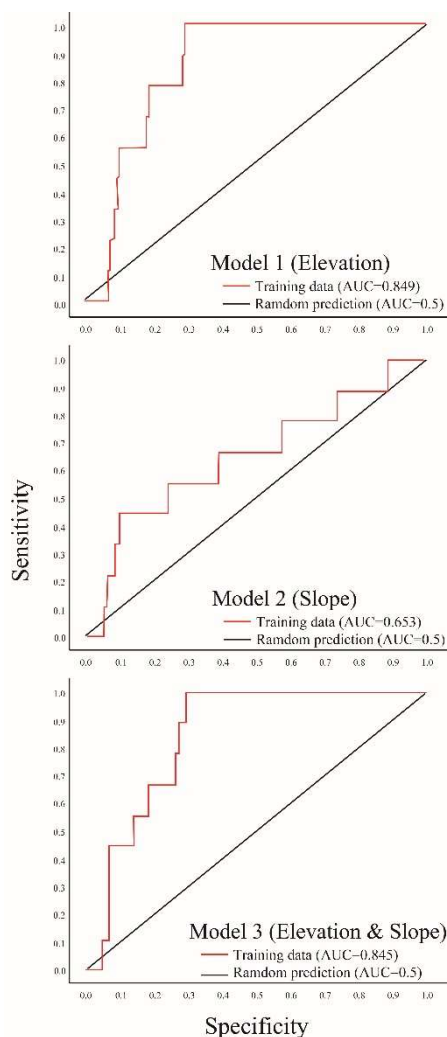 1.0
0.9
0.8
0.7
0.6
0.5
0.4
0.3
0.2
0.1
0.0
Model 1 (Elevation)
Training data (AUC=0.849)
Ramdom prediction (AUC=0.5)
0.0 0.1 0.2 0.3 0.4 0.5 0.6 0.7 0.8 0.9 1.0
Sensitivity
1.0
0.9
0.8
0.7
0.6
0.5
0.4
0.3
0.2
0.1
0.0
Model 2 (Slope)
Training data (AUC=0.653)
Ramdom prediction (AUC=0.5)
0.0 0.1 0.2 0.3 0.4 0.5 0.6 0.7 0.8 0.9 1.0
1.0
0.9
0.8
0.7
0.6
0.5
0.4
0.3
0.2
0.1
0.0
Model 3 (Elevation & Slope)
Training data (AUC=0.845)
Ramdom prediction (AUC=0.5)
0.0 0.1 0.2 0.3 0.4 0.5 0.6 0.7 0.8 0.9 1.0
Specificity